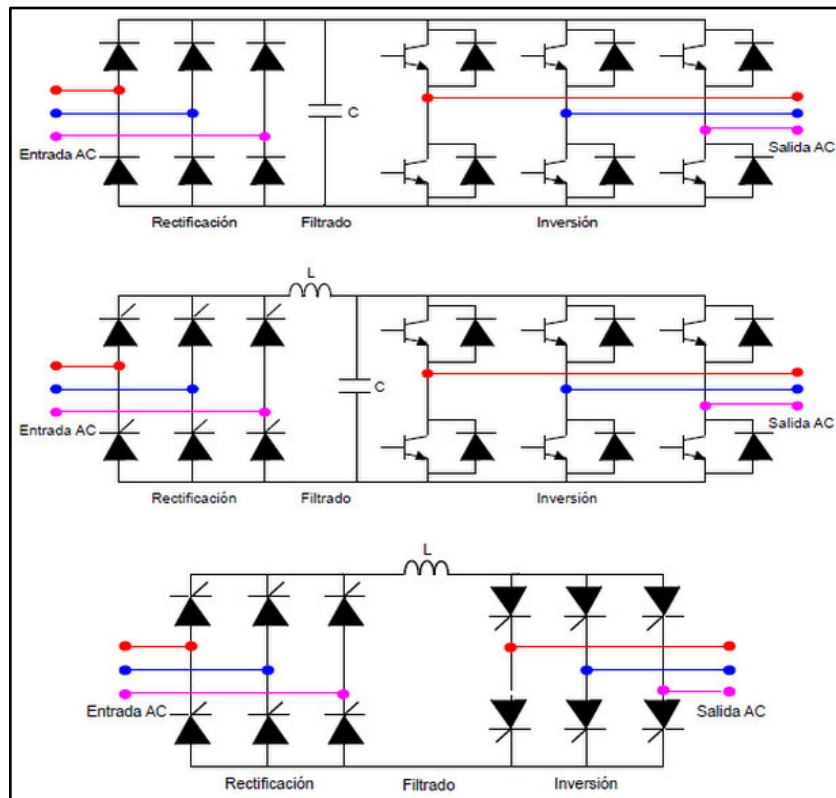 C
Entrada AC
Salida AC
Rectificación Filtrado Inversión
L
C
Entrada AC
Salida AC
Rectificación Filtrado Inversión
L
Entrada AC
Salida AC
Rectificación Filtrado Inversión